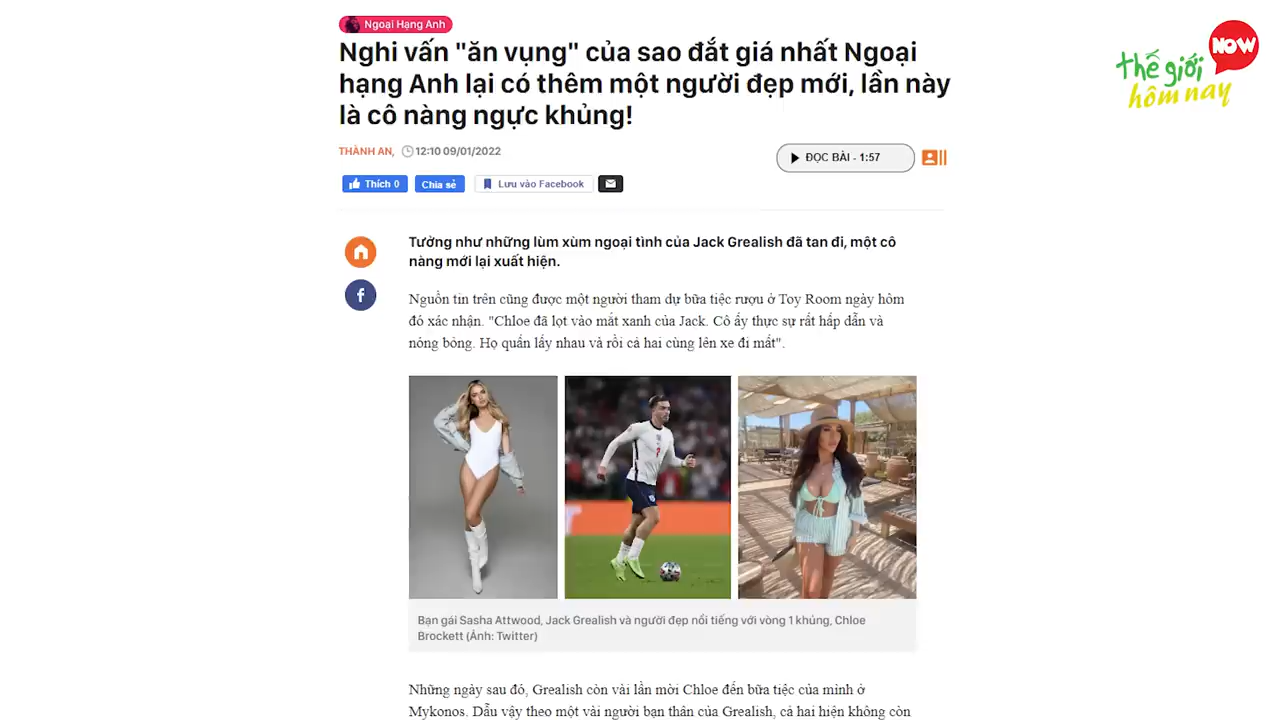 Ngoại Hạng Anh
NOW
thế giới
hôm nay
Nghi vấn "ăn vụng" của sao đắt giá nhất Ngoại
hạng Anh lại có thêm một người đẹp mới, lần này
là cô nàng ngực khủng!
THÀNH AN, 12:10 09/01/2022
ĐỌC BÀI - 1:57
Thích 0 Chia sẻ Lưu vào Facebook
Tưởng như những lùm xùm ngoại tình của Jack Grealish đã tan đi, một cô
nàng mới lại xuất hiện.
Nguồn tin trên cũng được một người tham dự bữa tiệc rượu ở Toy Room ngày hôm
đó xác nhận. "Chloe đã lọt vào mắt xanh của Jack. Cô ấy thực sự rất hấp dẫn và
nóng bỏng. Họ quấn lấy nhau và rồi cả hai cùng lên xe đi mất".
Bạn gái Sasha Attwood, Jack Grealish và người đẹp nổi tiếng với vòng 1 khủng, Chloe
Brockett (Ảnh: Twitter)
Những ngày sau đó, Grealish còn vài lần mời Chloe đến bữa tiệc của mình ở
Mykonos. Dẫu vậy theo một vài người bạn thân của Grealish, cả hai hiện không còn